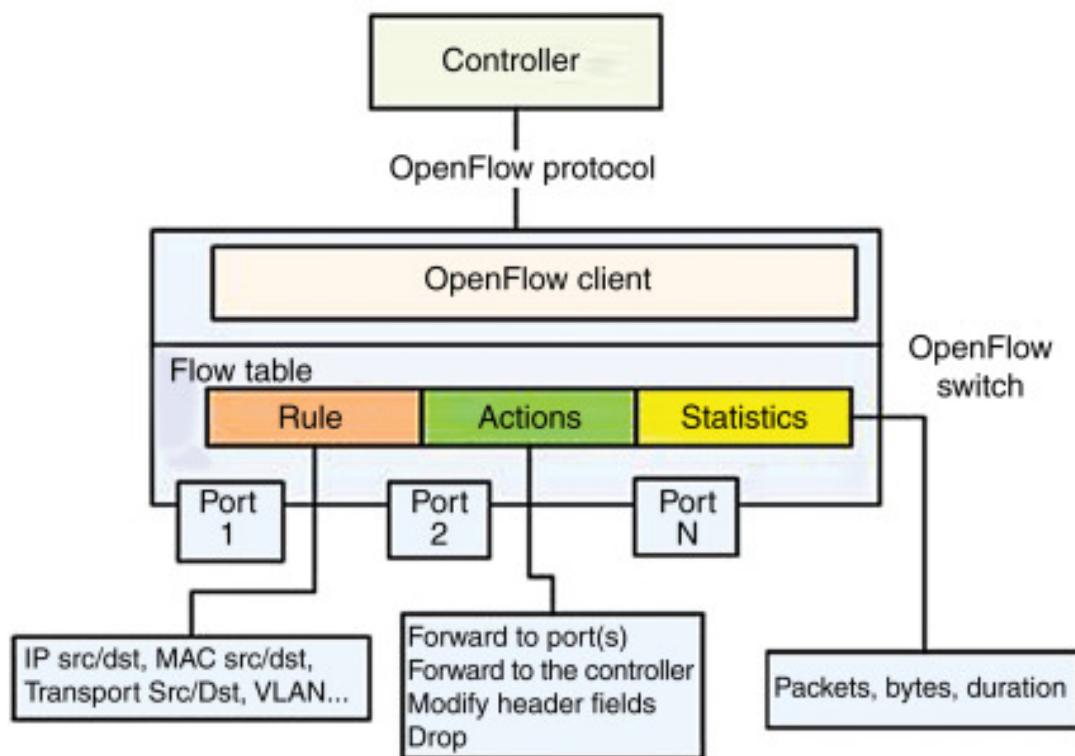 Controller
OpenFlow protocol
OpenFlow client
OpenFlow
switch
Flow table
Rule
Actions
Statistics
Port
1
Port
2
Port
N
IP src/dst, MAC src/dst,
Transport Src/Dst, VLAN...
Forward to port(s)
Forward to the controller
Modify header fields
Drop
Packets, bytes, duration